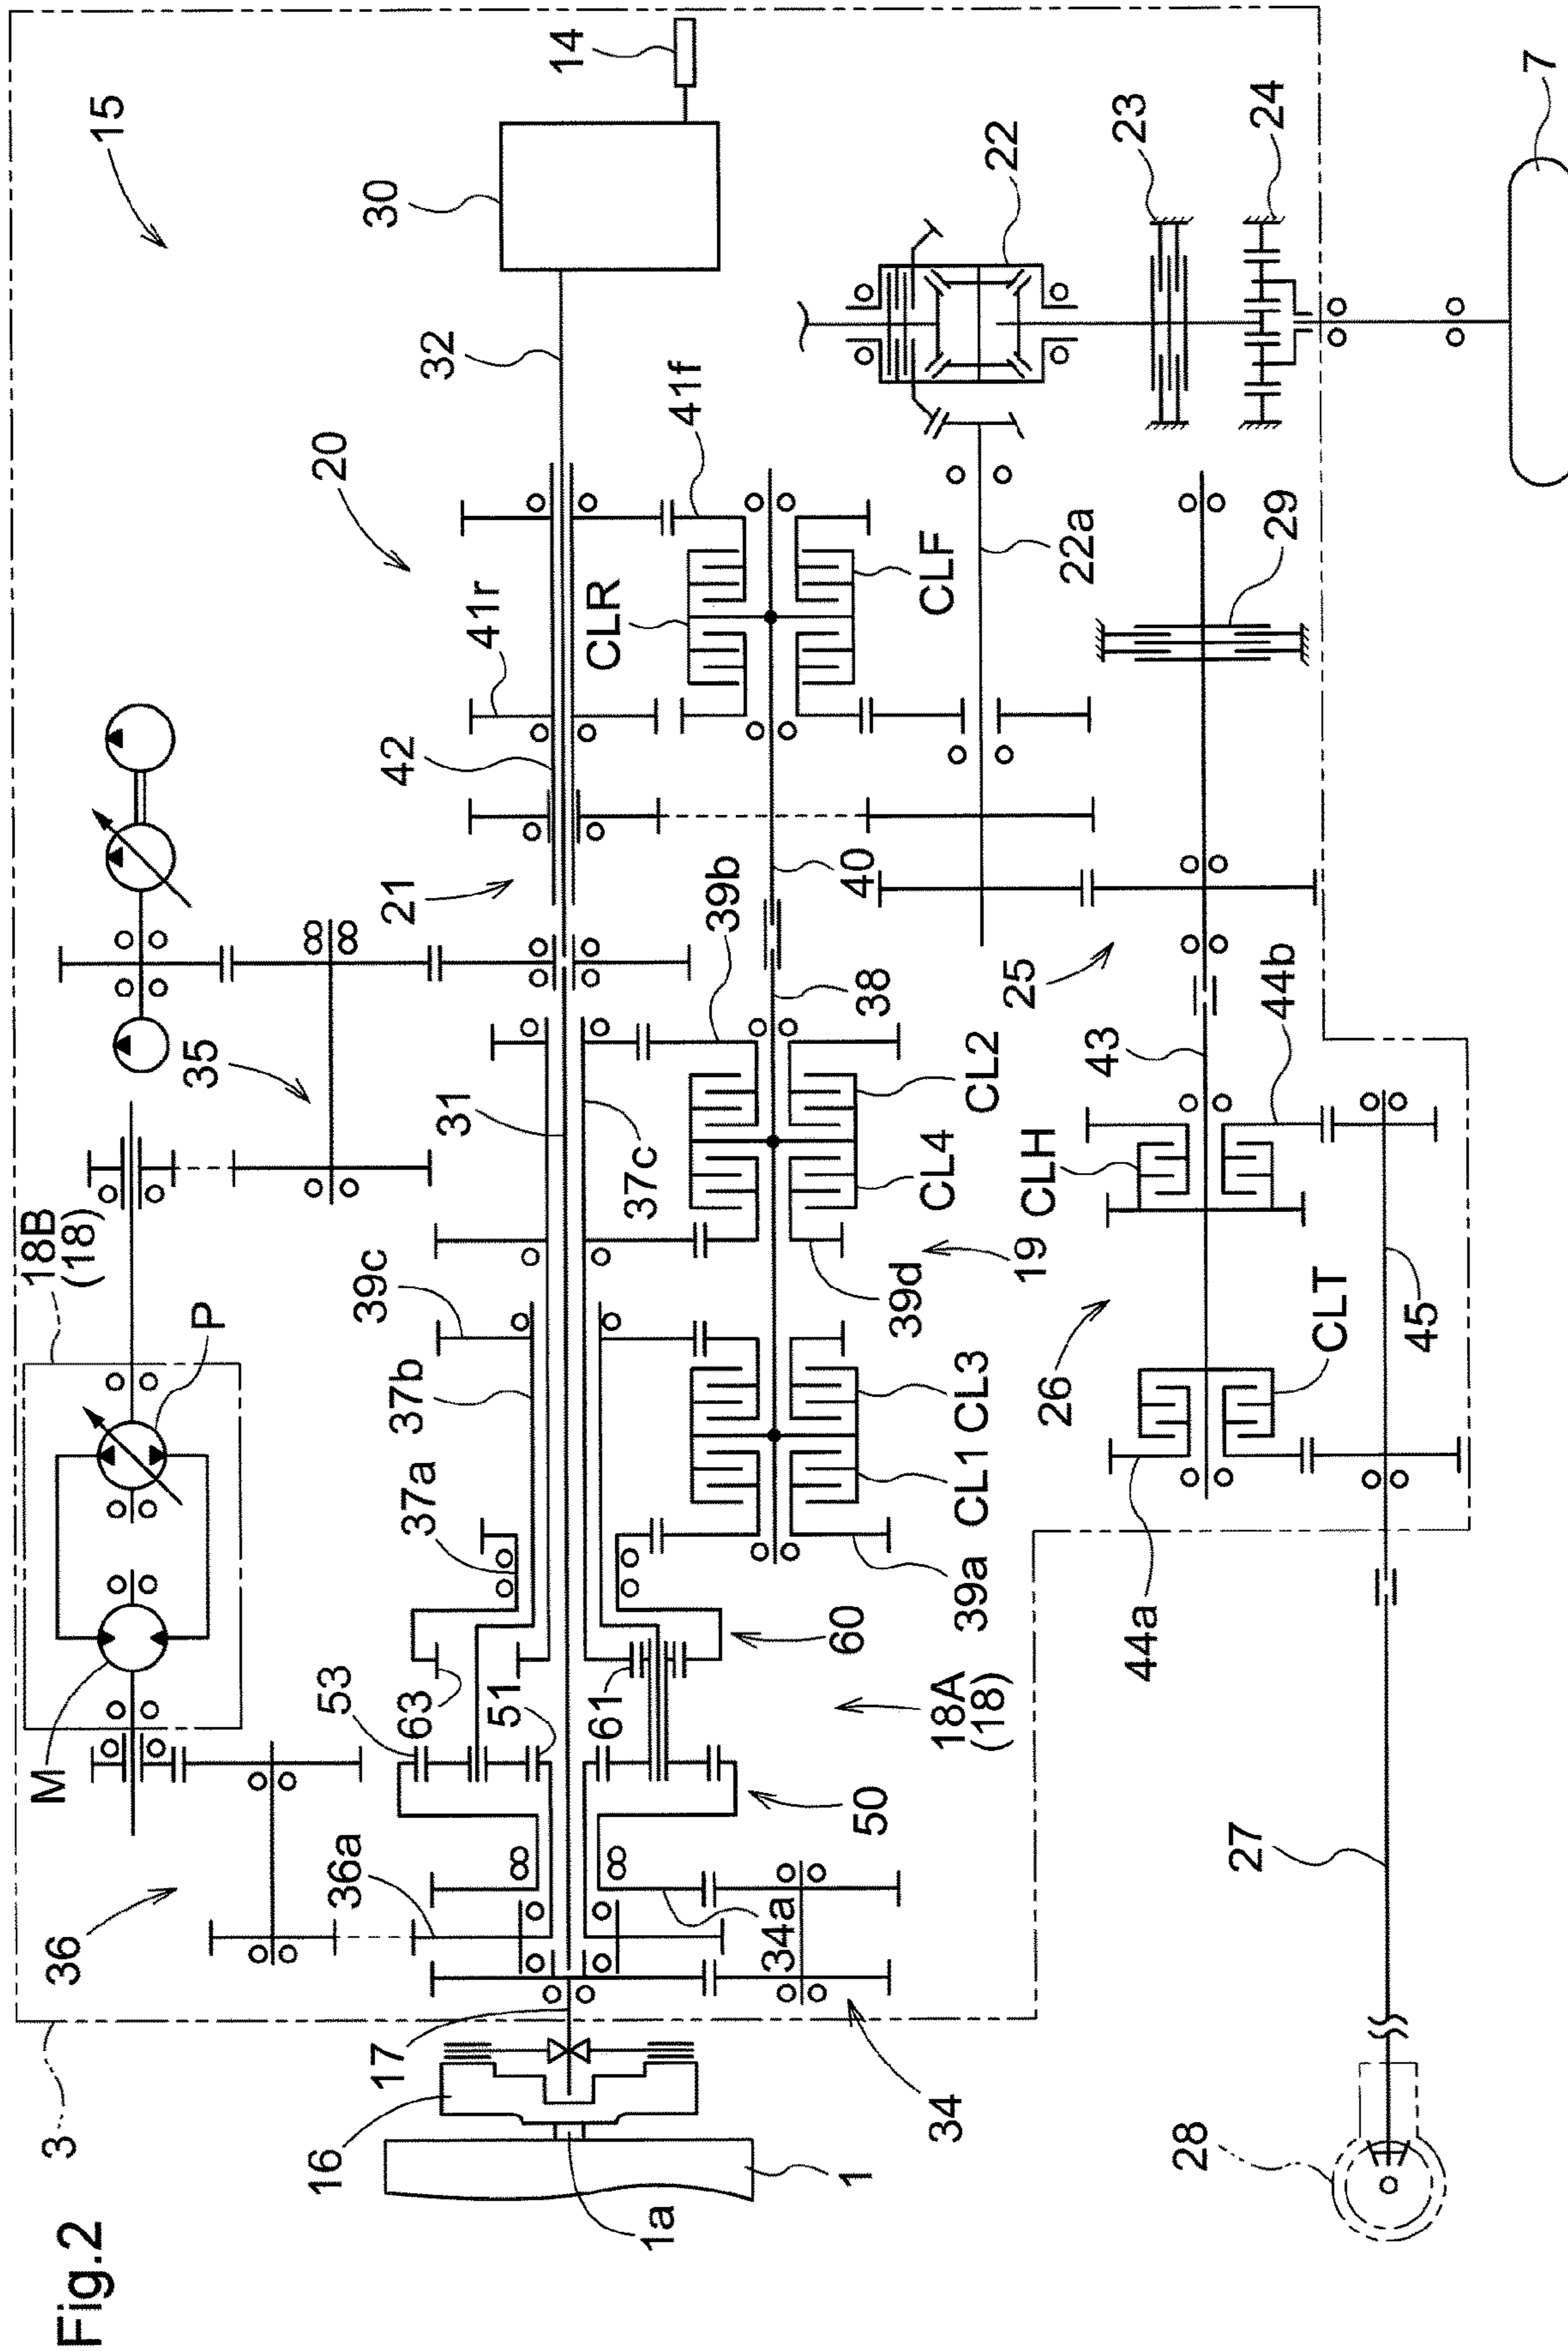 Fig.2
15
14
30
32
20
41f
41r
CLR
CLF
22
23
24
7
22a
29
42
21
40
39b
38
25
44b
35
31
37c
CL2
CL4
43
CLH
19
39d
18B
(18)
P
39c
37b
37a
CL3
CL1
39a
26
CLT
45
44a
M
53
63
51
61
60
18A
(18)
50
36a
36
34a
34
17
3
16
1
1a
27
28